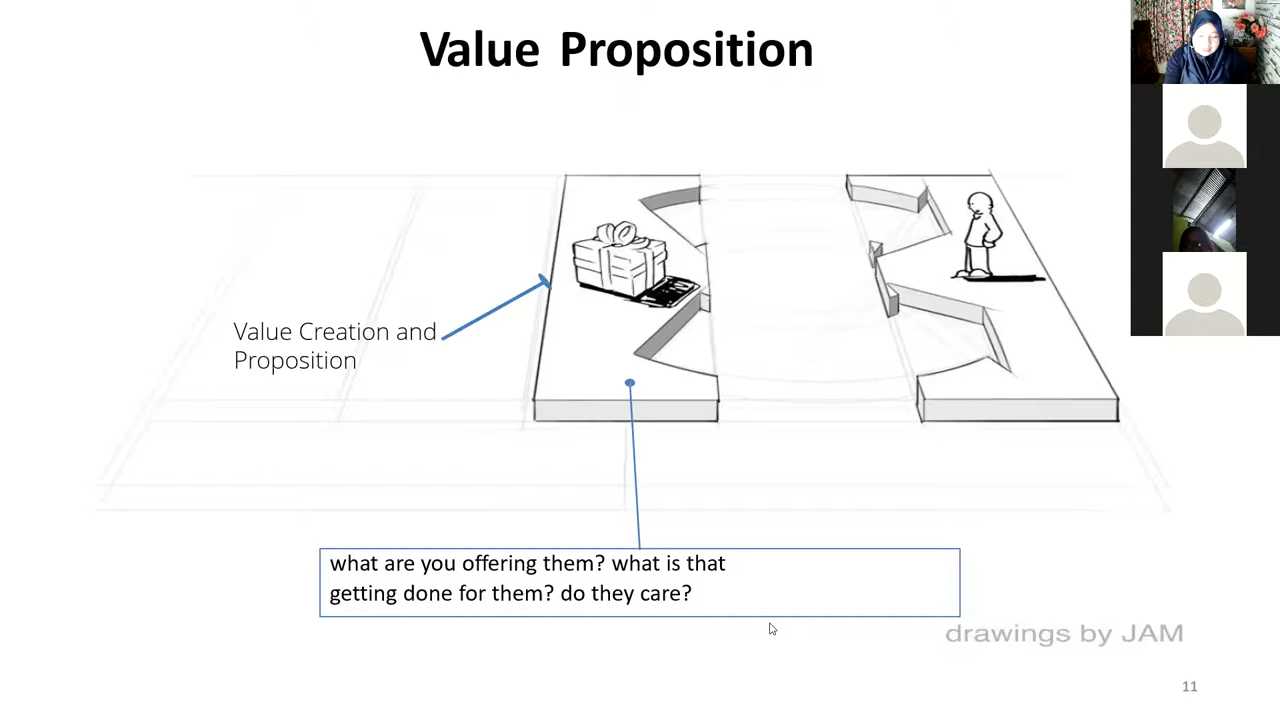 Value Proposition
Value Creation and
Proposition
what are you offering them? what is that
getting done for them? do they care?
drawings by JAM
11